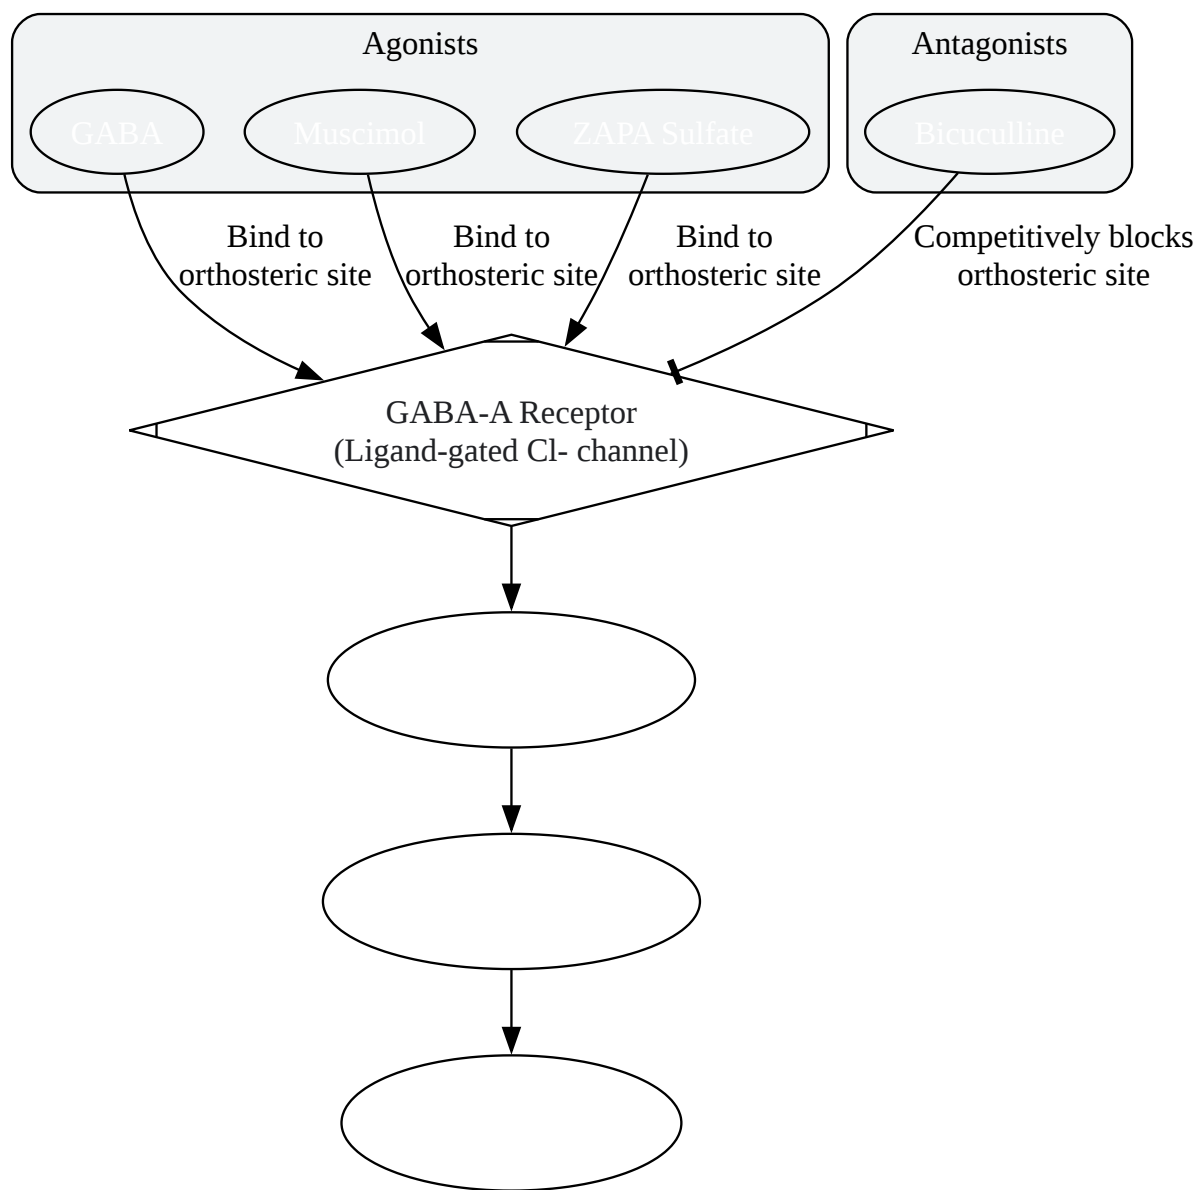 Agonists
Antagonists
GABA
Muscimol
ZAPA Sulfate
Bicuculline
Bind to
orthosteric site
Bind to
orthosteric site
Bind to
orthosteric site
Competitively blocks
orthosteric site
GABA-A Receptor
(Ligand-gated Cl- channel)